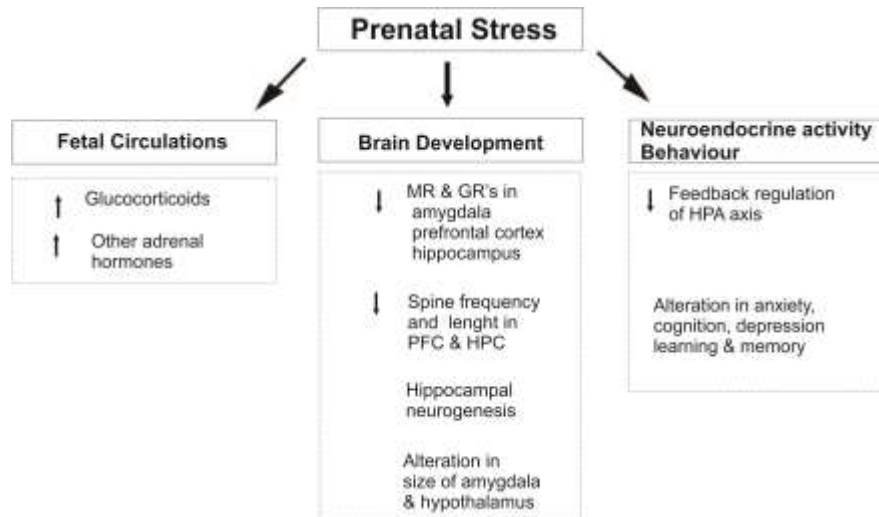 Prenatal Stress
Fetal Circulations
Glucocorticoids
Other adrenal
hormones
Brain Development
MR & GR's in
amygdala
prefrontal cortex
hippocampus
Spine frequency
and lenght in
PFC & HPC
Hippocampal
neurogenesis
Alteration in
size of amygdala
& hypothalamus
Neuroendocrine activity
Behaviour
Feedback regulation
of HPA axis
Alteration in anxiety,
cognition, depression
learning & memory